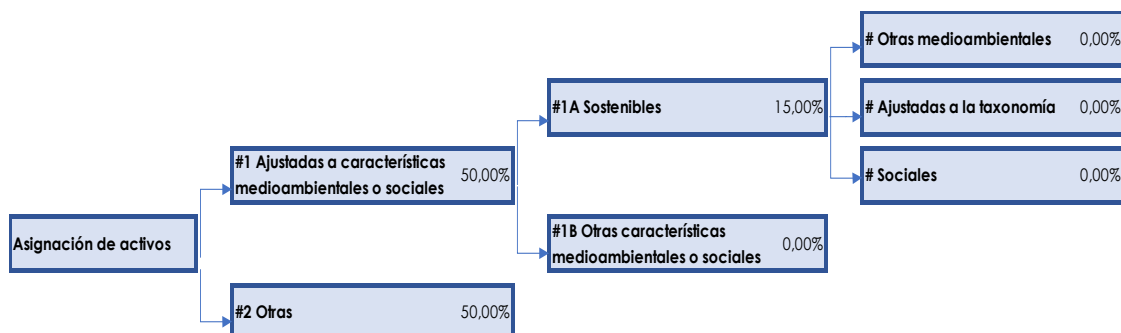 # Otras medioambientales 0,00%
#1A Sostenibles 15,00%
# Ajustadas a la taxonomía 0,00%
#1 Ajustadas a características
medioambientales o sociales 50,00%
# Sociales 0,00%
Asignación de activos
#1B Otras características
medioambientales o sociales 0,00%
#2 Otras 50,00%